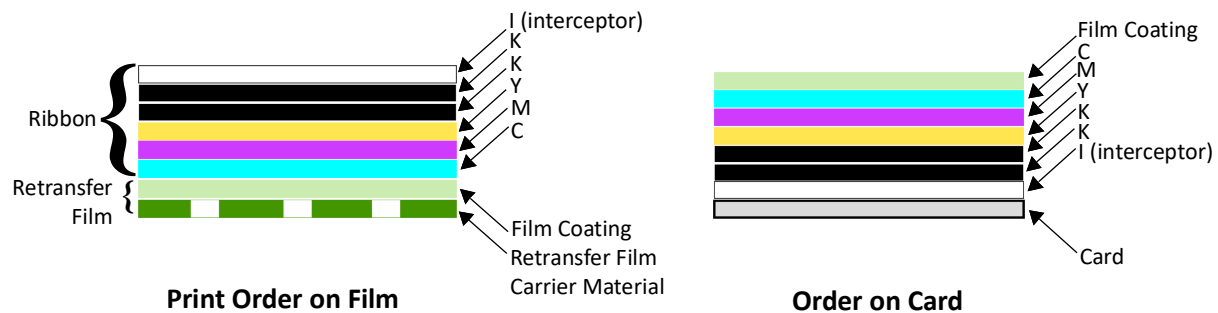 I (interceptor)
K
K
Y
M
C
Ribbon
Retransfer
Film
Film Coating
Retransfer Film
Carrier Material
Print Order on Film
Film Coating
C
M
Y
K
K
I (interceptor)
Card
Order on Card